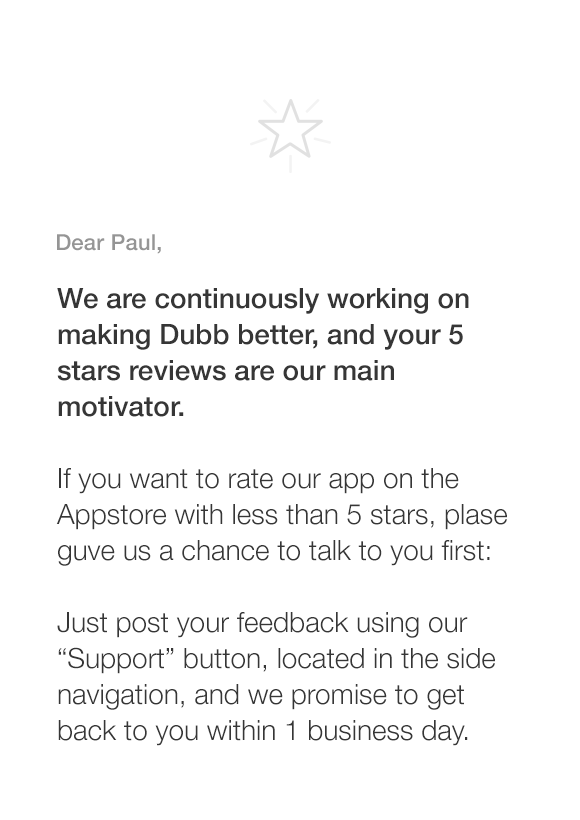 Dear Paul,
We are continuously working on
making Dubb better, and your 5
stars reviews are our main
motivator.
If you want to rate our app on the
Appstore with less than 5 stars, plase
guve us a chance to talk to you first:
Just post your feedback using our
“Support” button, located in the side
navigation, and we promise to get
back to you within 1 business day.